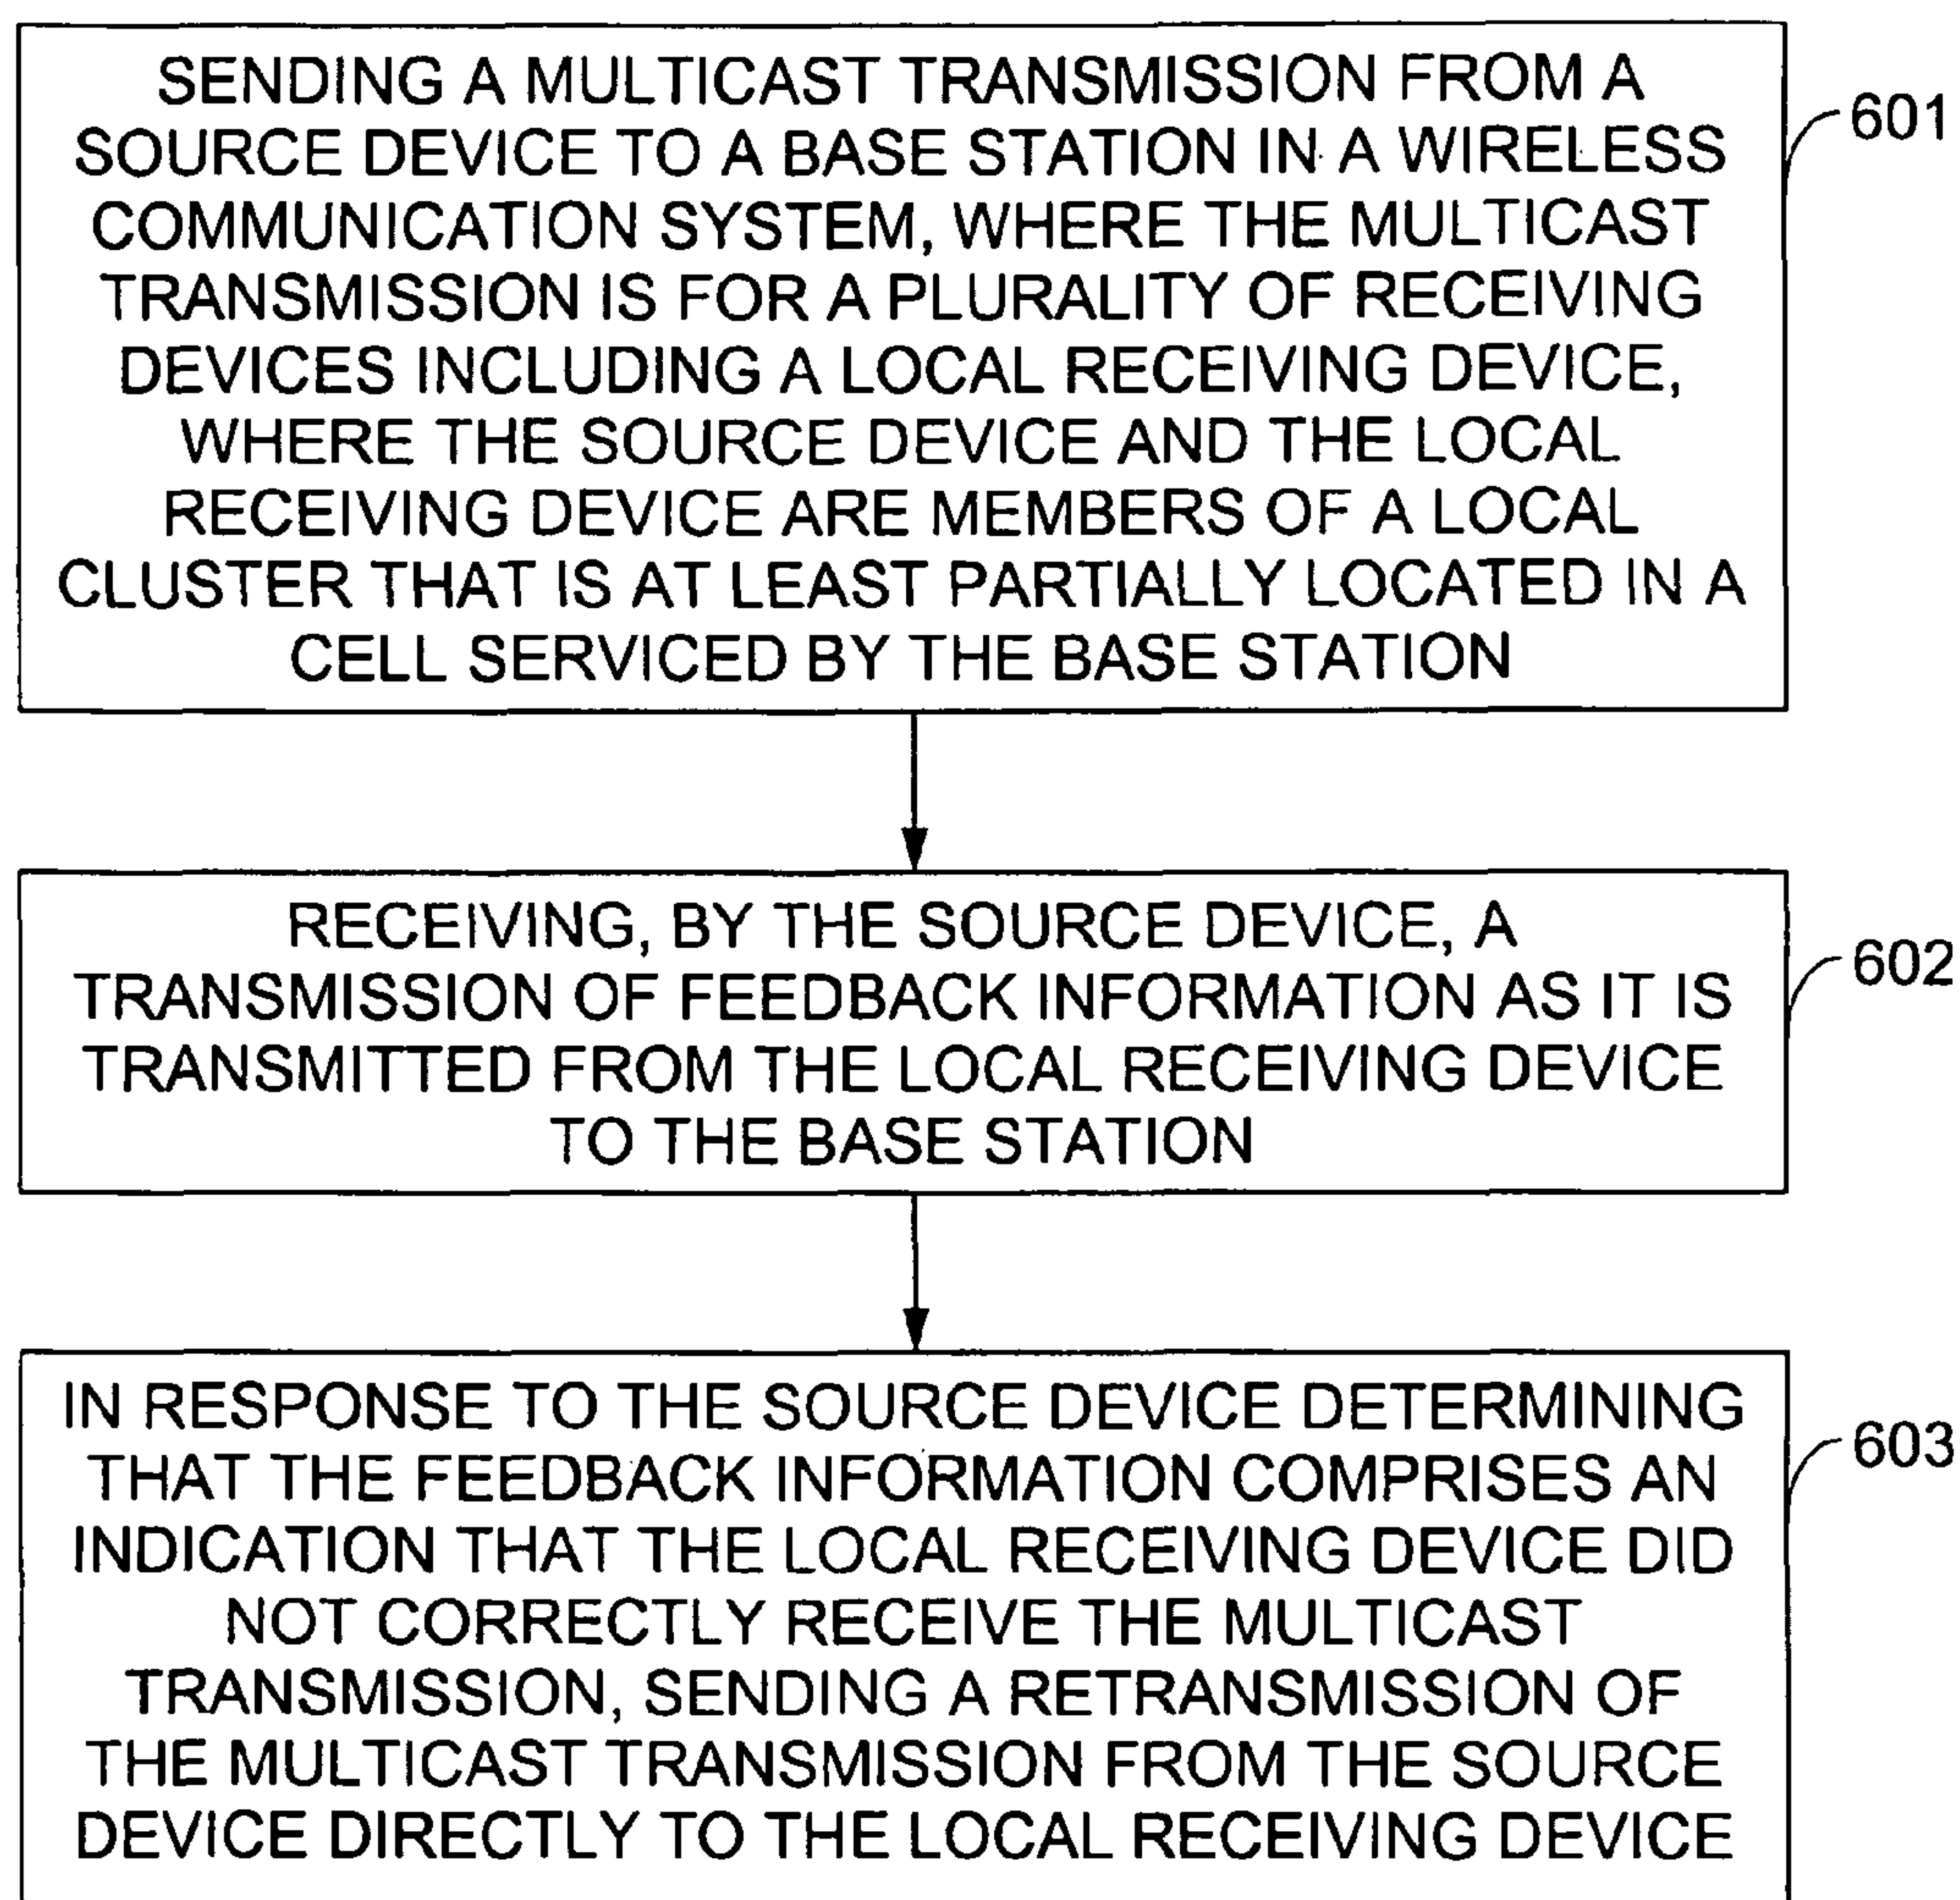 SENDING A MULTICAST TRANSMISSION FROM A
SOURCE DEVICE TO A BASE STATION IN A WIRELESS
COMMUNICATION SYSTEM, WHERE THE MULTICAST
TRANSMISSION IS FOR A PLURALITY OF RECEIVING
DEVICES INCLUDING A LOCAL RECEIVING DEVICE,
WHERE THE SOURCE DEVICE AND THE LOCAL
RECEIVING DEVICE ARE MEMBERS OF A LOCAL
CLUSTER THAT IS AT LEAST PARTIALLY LOCATED IN A
CELL SERVICED BY THE BASE STATION
601
RECEIVING, BY THE SOURCE DEVICE, A
TRANSMISSION OF FEEDBACK INFORMATION AS IT IS
TRANSMITTED FROM THE LOCAL RECEIVING DEVICE
TO THE BASE STATION
602
IN RESPONSE TO THE SOURCE DEVICE DETERMINING
THAT THE FEEDBACK INFORMATION COMPRISES AN
INDICATION THAT THE LOCAL RECEIVING DEVICE DID
NOT CORRECTLY RECEIVE THE MULTICAST
TRANSMISSION, SENDING A RETRANSMISSION OF
THE MULTICAST TRANSMISSION FROM THE SOURCE
DEVICE DIRECTLY TO THE LOCAL RECEIVING DEVICE
603